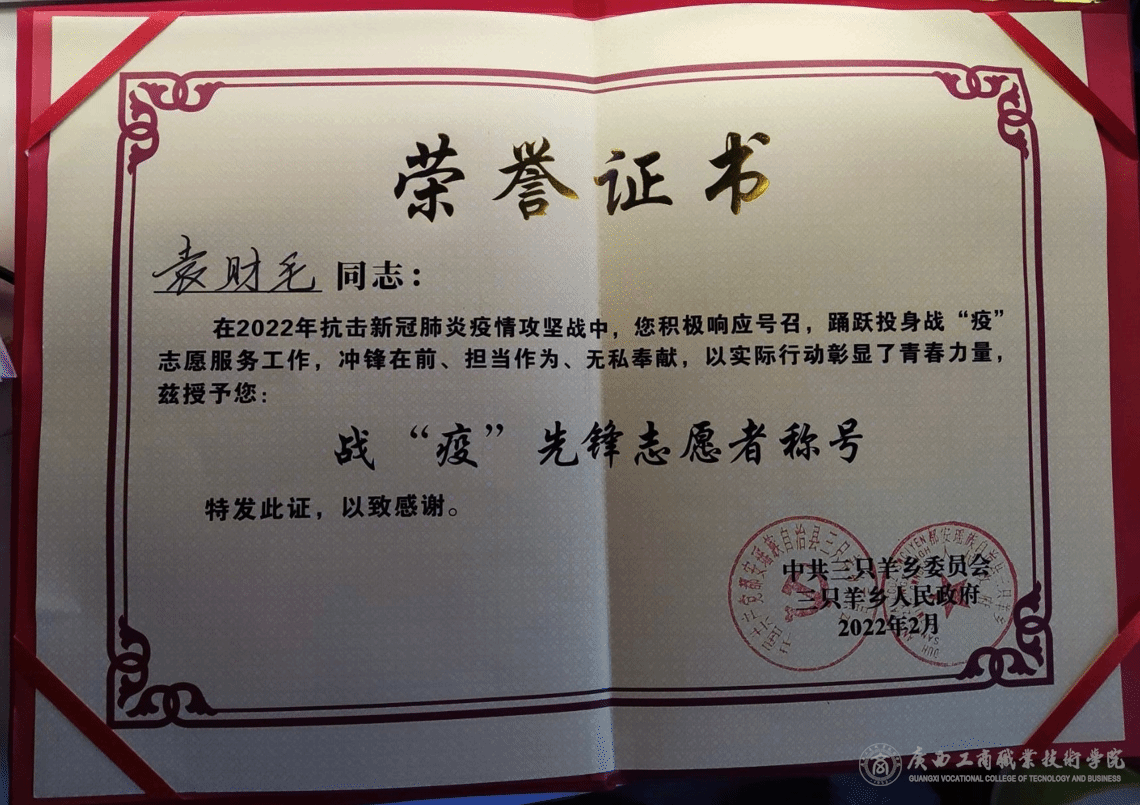 荣誉证书
袁财毛 同志：
在2022年抗击新冠肺炎疫情攻坚战中，您积极响应号召，踊跃投身战“疫”
志愿服务工作，冲锋在前、担当作为、无私奉献，以实际行动彰显了青春力量，
兹授予您：
战“疫”先锋志愿者称号
特发此证，以致感谢。
中共三只羊乡委员会
三只羊乡人民政府
2022年2月
广西工商職業技術学院
GUANGXI VOCATIONAL COLLEGE OF TECNOLOGY AND BUSINESS